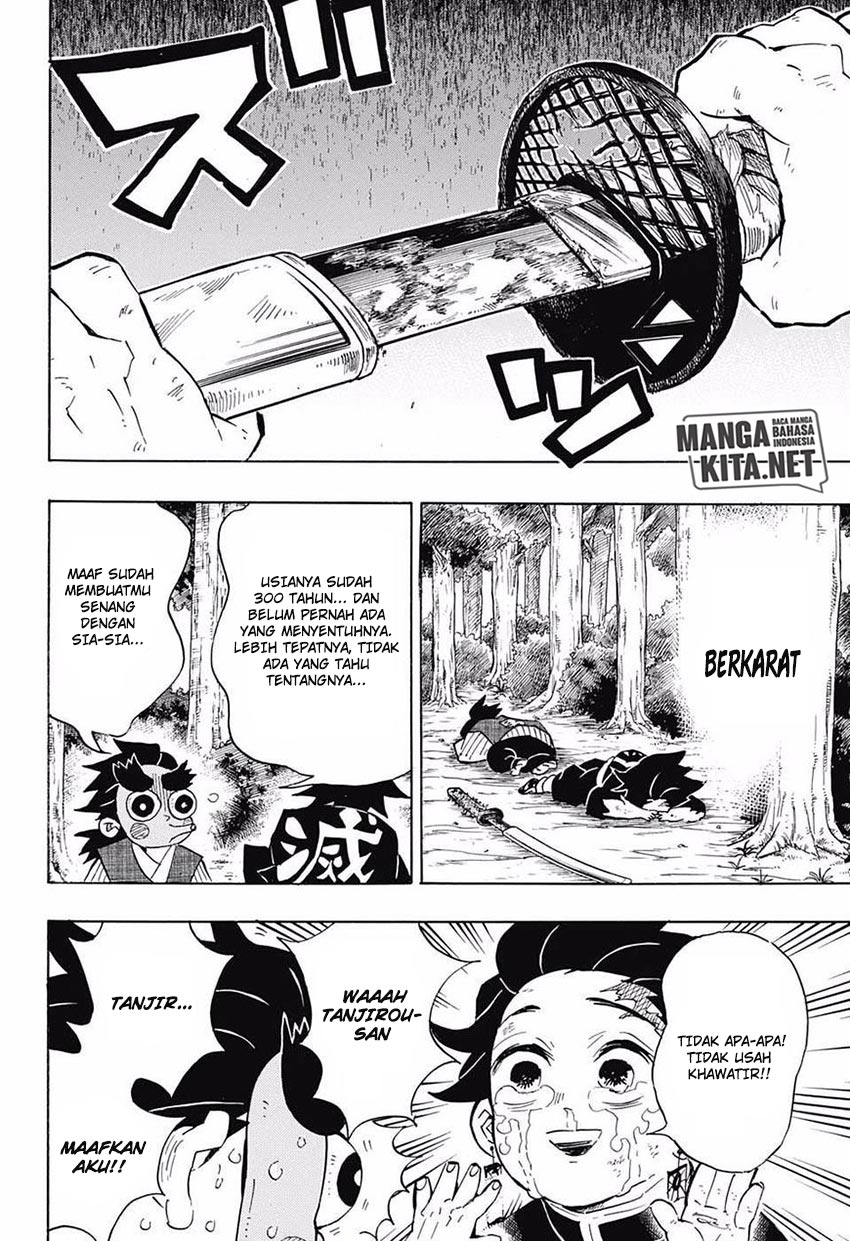 ズズ
ズッ
BACA MANGA
BAHASA
INDONESIA
MANGA
KITA.NET
BERKARAT
USIANYA SUDAH
300 TAHUN... DAN
BELUM PERNAH ADA
YANG MENYENTUHNYA.
LEBIH TEPATNYA, TIDAK
ADA YANG TAHU
TENTANGNYA...
MAAF SUDAH
MEMBUATMU
SENANG
DENGAN
SIA-SIA...
滅
TIDAK APA-APA!
TIDAK USAH
KHAWATIR!!
WAAAH
TANJIROU-
SAN
TANJIR...
MAAFKAN
AKU!!